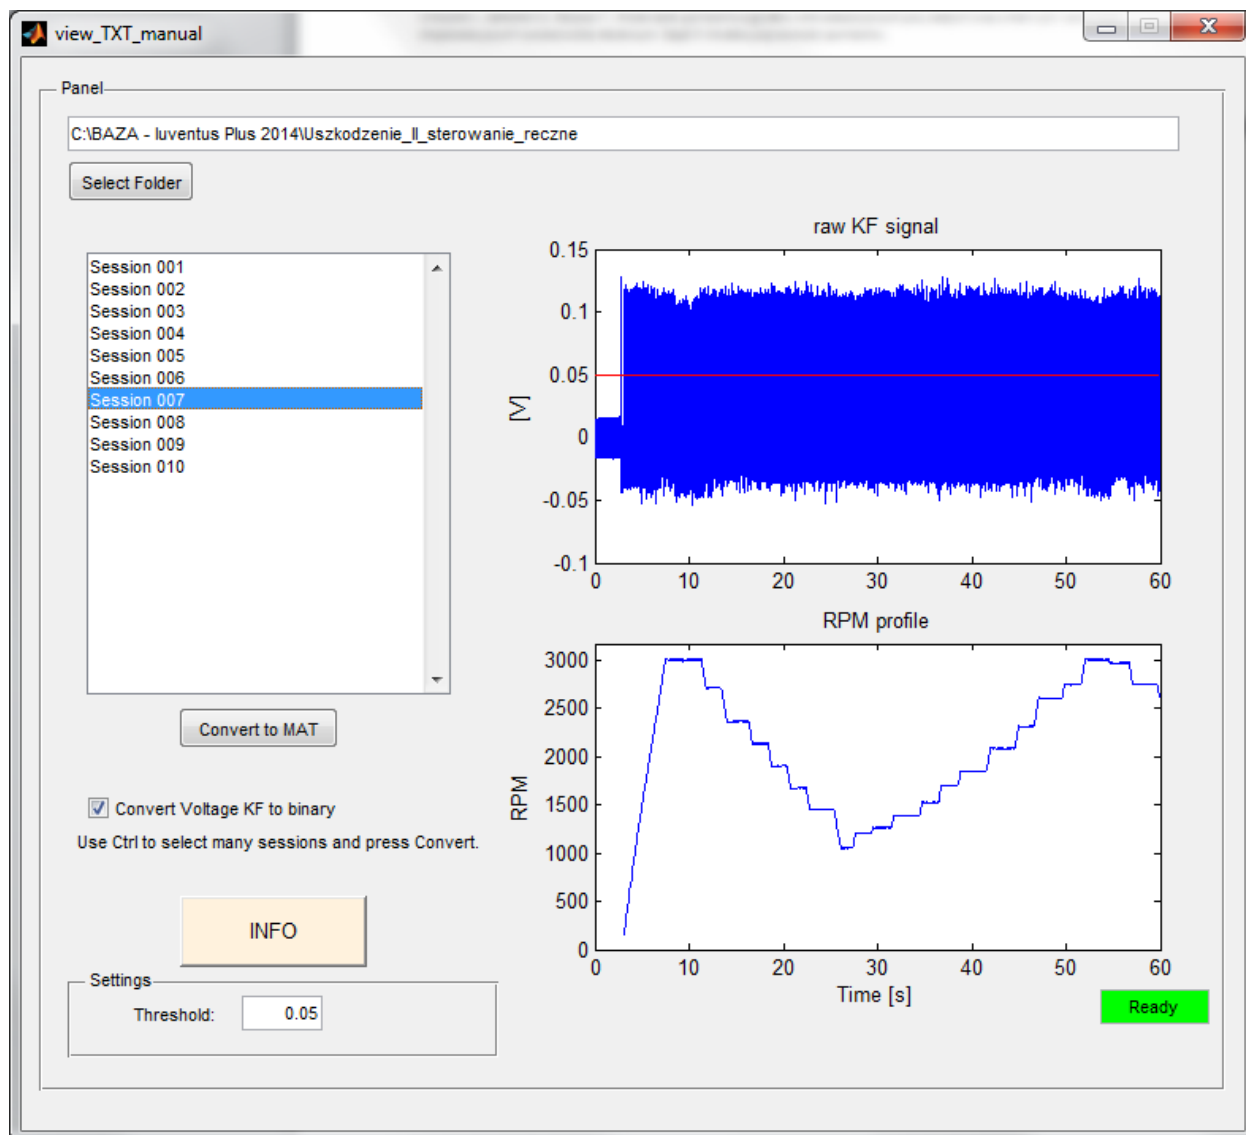 view_TXT_manual
Panel
C:\BAZA - Iuventus Plus 2014\Uszkodzenie_II_sterowanie_reczne
Select Folder
Session 001
Session 002
Session 003
Session 004
Session 005
Session 006
Session 007
Session 008
Session 009
Session 010
Convert to MAT
Convert Voltage KF to binary
Use Ctrl to select many sessions and press Convert.
INFO
Settings
Threshold: 0.05
raw KF signal
[V]
0.15
0.1
0.05
0
-0.05
-0.1
0 10 20 30 40 50 60
RPM profile
RPM
3000
2500
2000
1500
1000
500
0
0 10 20 30 40 50 60
Time [s]
Ready